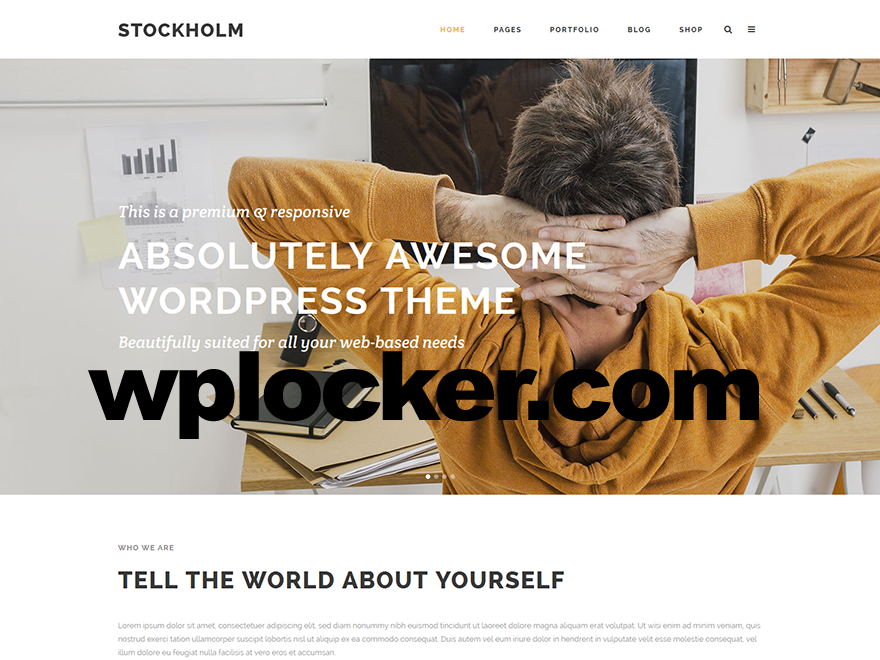 STOCKHOLM
HOME PAGES PORTFOLIO BLOG SHOP
This is a premium & responsive
ABSOLUTELY AWESOME
WORDPRESS THEME
Beautifully suited for all your web-based needs
wplocker.com
WHO WE ARE
TELL THE WORLD ABOUT YOURSELF
Lorem ipsum dolor sit amet, consectetuer adipiscing elit, sed diam nonummy nibh euismod tincidunt ut laoreet dolore magna aliquam erat volutpat. Ut wisi enim ad minim veniam, quis
nostrud exerci tation ullamcorper suscipit lobortis nisl ut aliquip ex ea commodo consequat. Duis autem vel eum iriure dolor in hendrerit in vulputate velit esse molestie consequat, vel
illum dolore eu feugiat nulla facilisis at vero eros et accumsan.